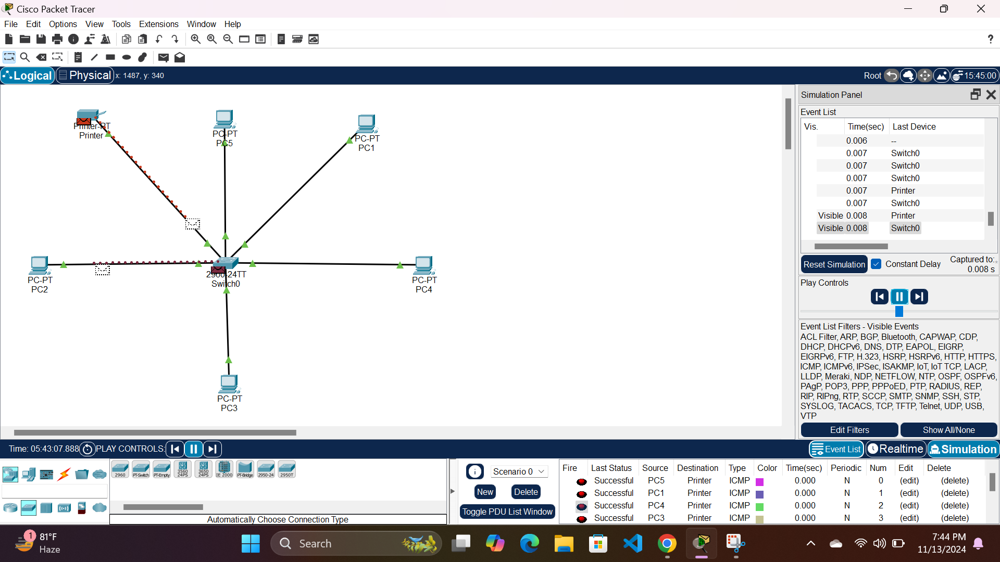 Cisco Packet Tracer
File Edit Options View Tools Extensions Window Help
?
Logical Physical x: 1487, y: 340
Root 15:45:00
Printer-PT
Printer
PC-PT
PC5
PC-PT
PC1
PC-PT
PC2
2960-24TT
Switch0
PC-PT
PC4
PC-PT
PC3
Simulation Panel
Event List
Vis. Time(sec) Last Device
0.006 --
0.007 Switch0
0.007 Switch0
0.007 Switch0
0.007 Printer
0.007 Switch0
Visible 0.008 Printer
Visible 0.008 Switch0
Reset Simulation Constant Delay Captured to:
0.008 s
Play Controls
Event List Filters - Visible Events
ACL Filter, ARP, BGP, Bluetooth, CAPWAP, CDP,
DHCP, DHCPv6, DNS, DTP, EAPOL, EIGRP,
EIGRPv6, FTP, H.323, HSRP, HSRPv6, HTTP, HTTPS,
ICMP, ICMPv6, IPSec, ISAKMP, IoT, IoT TCP, LACP,
LLDP, Meraki, NDP, NETFLOW, NTP, OSPF, OSPFv6,
PAgP, POP3, PPP, PPPoED, PTP, RADIUS, REP,
RIP, RIPng, RTP, SCCP, SMTP, SNMP, SSH, STP,
SYSLOG, TACACS, TCP, TFTP, Telnet, UDP, USB,
VTP
Edit Filters Show All/None
Time: 05:43:07.888 PLAY CONTROLS:
Event List Realtime Simulation
2960 PT-Switch PT-Empty 3560 24PS 3650 24PS IE 2000 PT-Bridge 2950-24 2950T
Automatically Choose Connection Type
Scenario 0
New Delete
Toggle PDU List Window
Fire Last Status Source Destination Type Color Time(sec) Periodic Num Edit Delete
Successful PC5 Printer ICMP 0.000 N 0 (edit) (delete)
Successful PC1 Printer ICMP 0.000 N 1 (edit) (delete)
Successful PC4 Printer ICMP 0.000 N 2 (edit) (delete)
Successful PC3 Printer ICMP 0.000 N 3 (edit) (delete)
1
81°F
Haze
Search
7:44 PM
11/13/2024